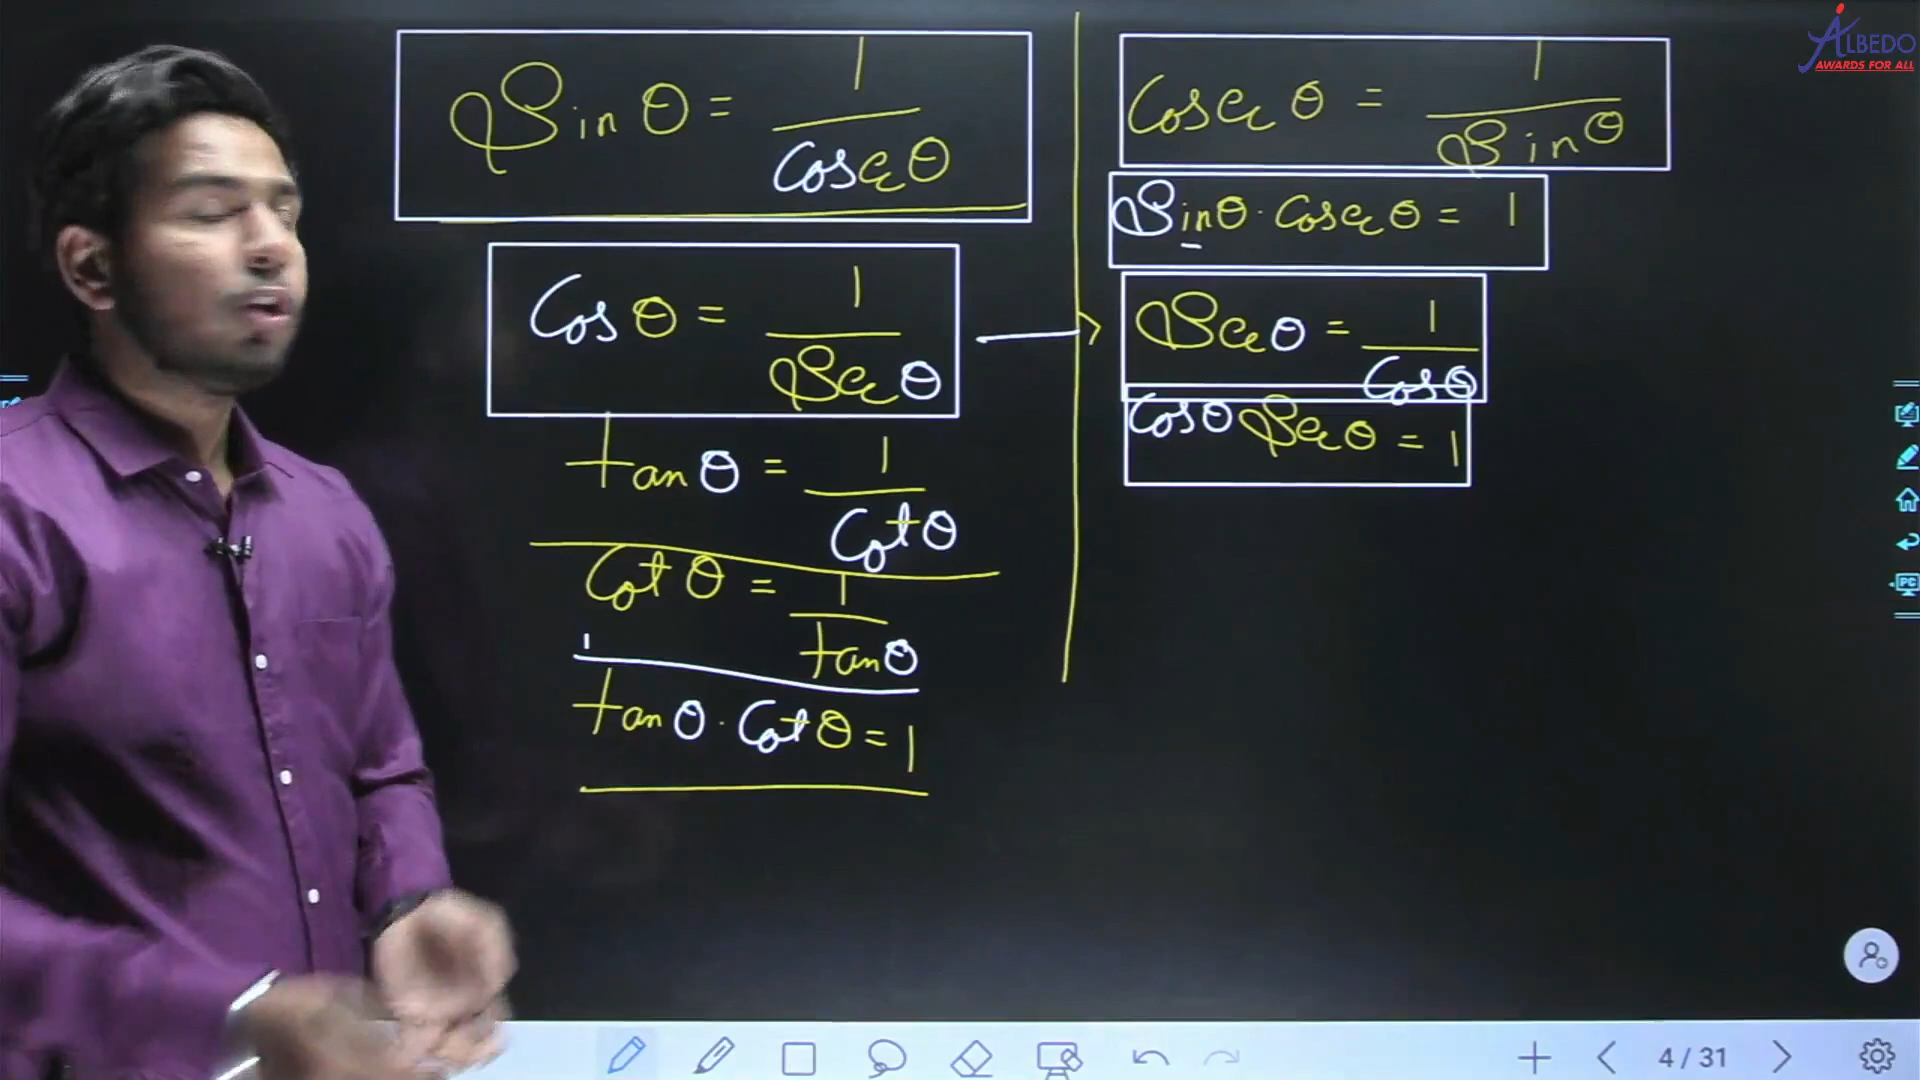 Sin θ = 1/Cosec θ
Cos θ = 1/Sec θ
tan θ = 1/Cot θ
Cot θ = 1/tan θ
tan θ · Cot θ = 1
Cosec θ = 1/Sin θ
Sin θ · Cosec θ = 1
Sec θ = 1/Cos θ
Cos θ Sec θ = 1
ALBEDO
AWARDS FOR ALL
PC
4 / 31